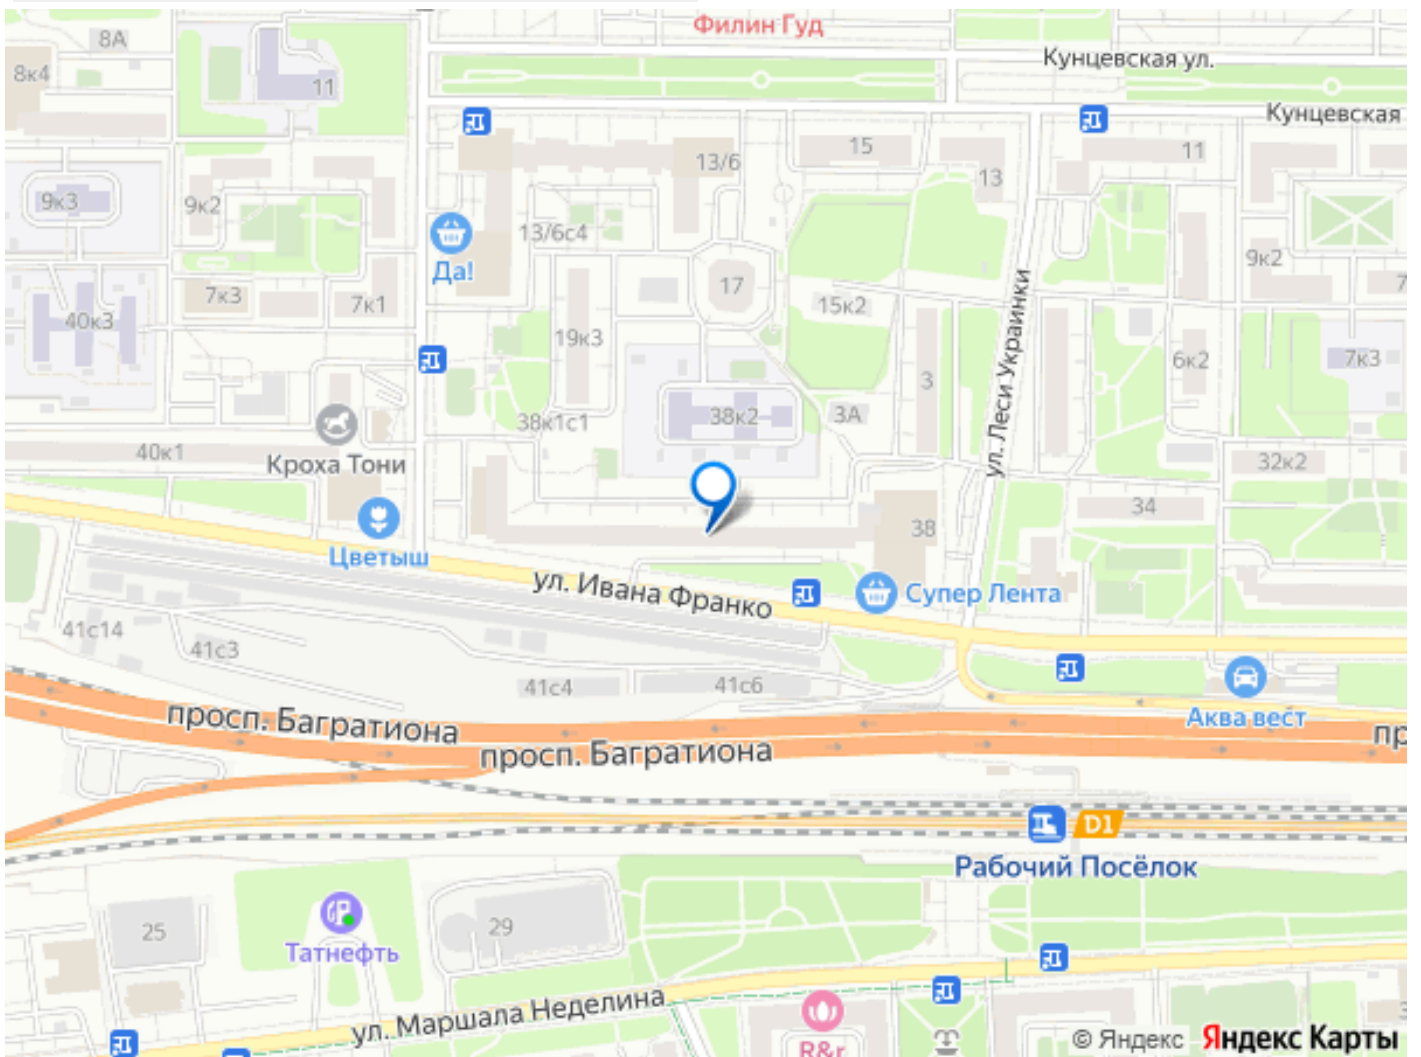 Филин Гуд
8А
Кунцевская ул.
8к4
11
Кунцевская
15
11
13/6
13
9к3
9к2
13/6с4
Да!
9к2
17
7к3
7к1
15к2
7
40к3
19к3
ул. Леси Украинки
6к2
7к3
3
38к1с1
38к2
3А
40к1
Кроха Тони
32к2
34
38
Цветыш
ул. Ивана Франко
Супер Лента
41с14
41с3
41с4
41с6
просп. Багратиона
Аква вест
пр
просп. Багратиона
D1
Рабочий Посёлок
25
29
Татнефть
ул. Маршала Неделина
R&r
© Яндекс Яндекс Карты